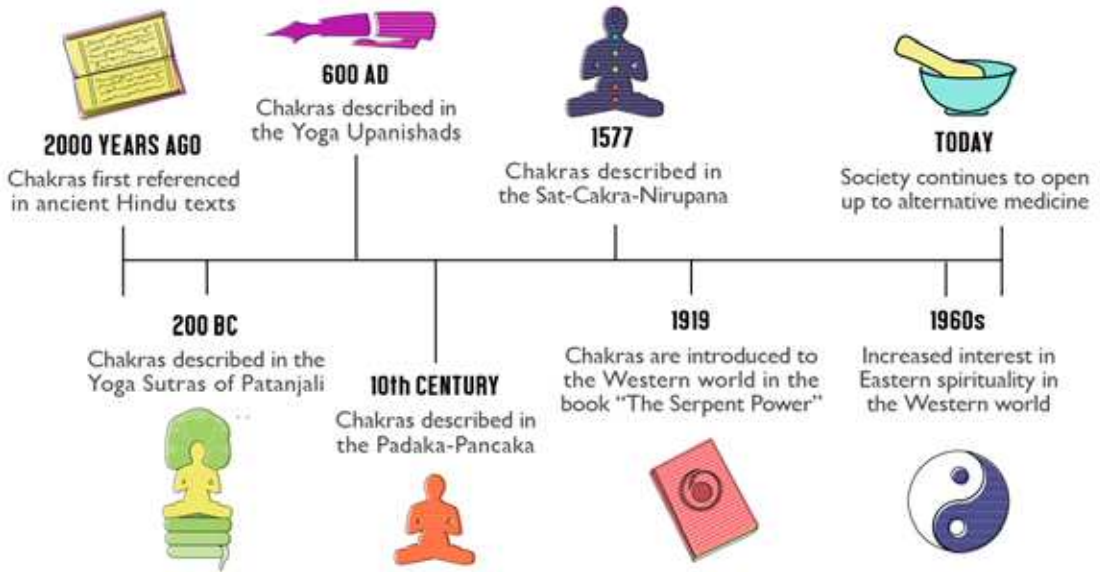 2000 YEARS AGO
Chakras first referenced
in ancient Hindu texts
200 BC
Chakras described in the
Yoga Sutras of Patanjali
600 AD
Chakras described in
the Yoga Upanishads
10th CENTURY
Chakras described in
the Padaka-Pancaka
1577
Chakras described in
the Sat-Cakra-Nirupana
1919
Chakras are introduced to
the Western world in the
book “The Serpent Power”
1960s
Increased interest in
Eastern spirituality in
the Western world
TODAY
Society continues to open
up to alternative medicine